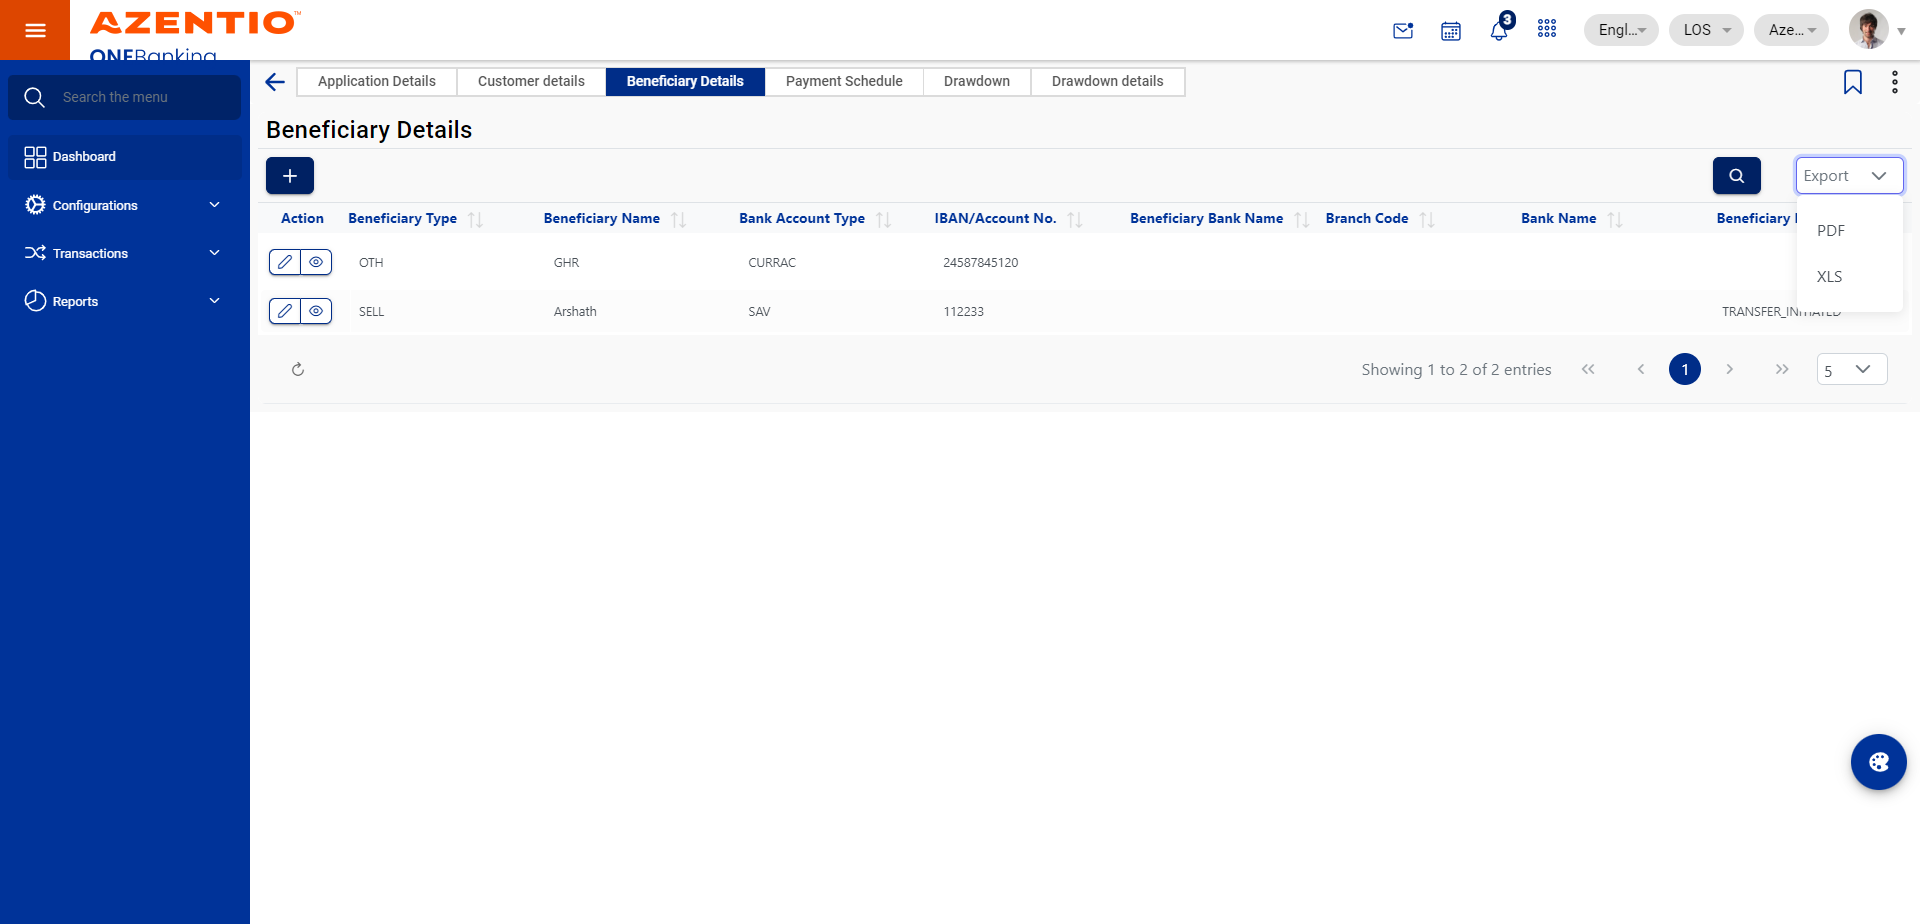 AZENTIO™
ONEBanking
3
Engl...
LOS
Aze...
Search the menu
Dashboard
Configurations
Transactions
Reports
Application Details
Customer details
Beneficiary Details
Payment Schedule
Drawdown
Drawdown details
Beneficiary Details
Export
PDF
XLS
Action
Beneficiary Type
Beneficiary Name
Bank Account Type
IBAN/Account No.
Beneficiary Bank Name
Branch Code
Bank Name
Beneficiary
OTH
GHR
CURRAC
24587845120
SELL
Arshath
SAV
112233
TRANSFER_INITIATED
Showing 1 to 2 of 2 entries
1
5